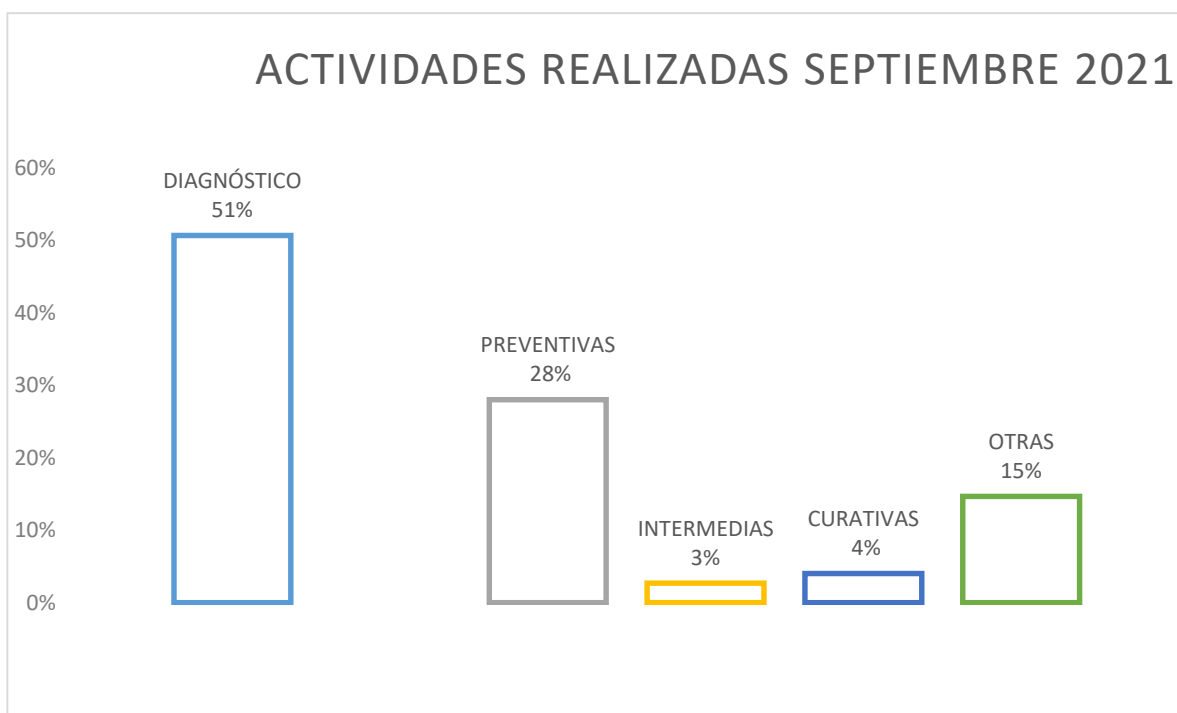 ACTIVIDADES REALIZADAS SEPTIEMBRE 2021
60%
50%
40%
30%
20%
10%
0%
DIAGNÓSTICO
51%
PREVENTIVAS
28%
INTERMEDIAS
3%
CURATIVAS
4%
OTRAS
15%